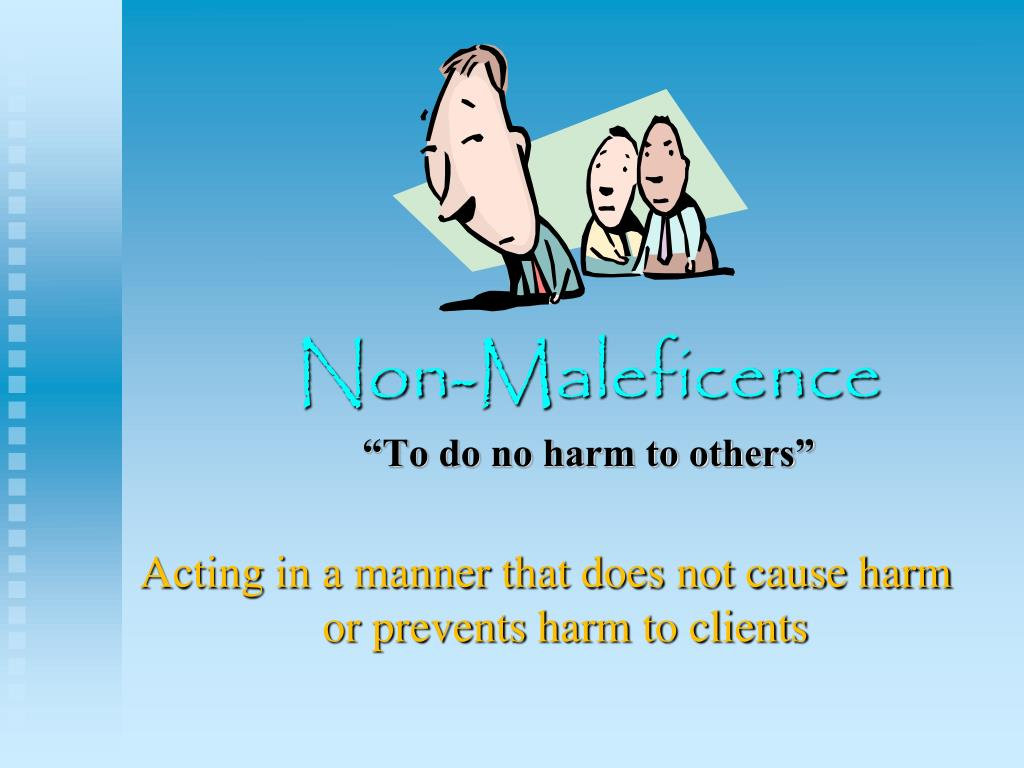 Non-Maleficence
“To do no harm to others”
Acting in a manner that does not cause harm
or prevents harm to clients